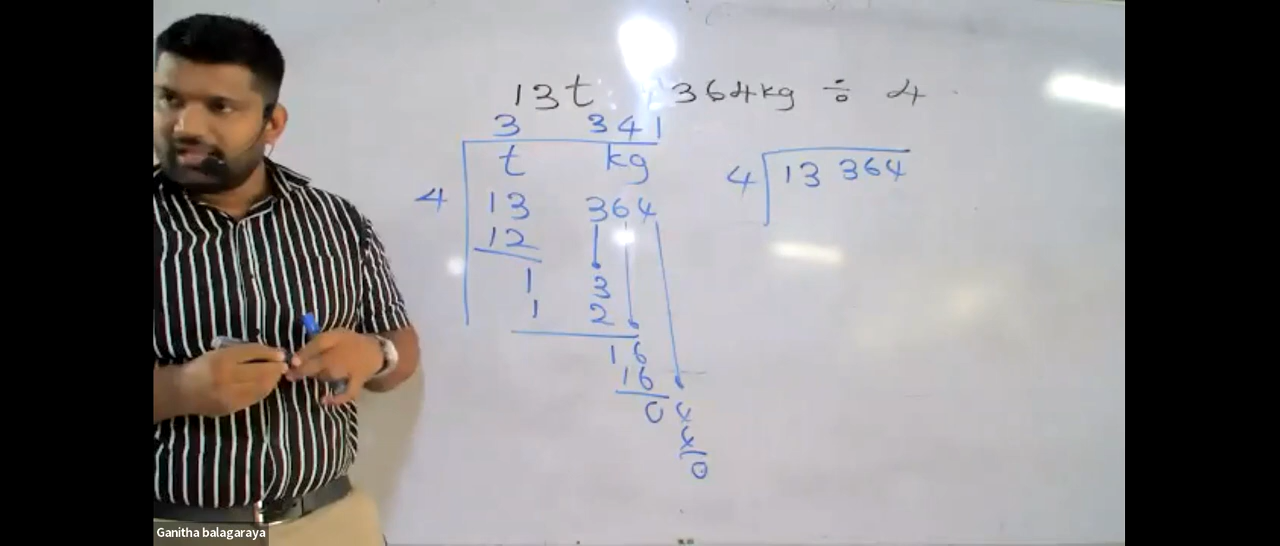 13t 364kg ÷ 4
3 341
t kg
4 13 364
12
1 3
1 2
16
16
0 4
4
0
4 13 364
Ganitha balagaraya